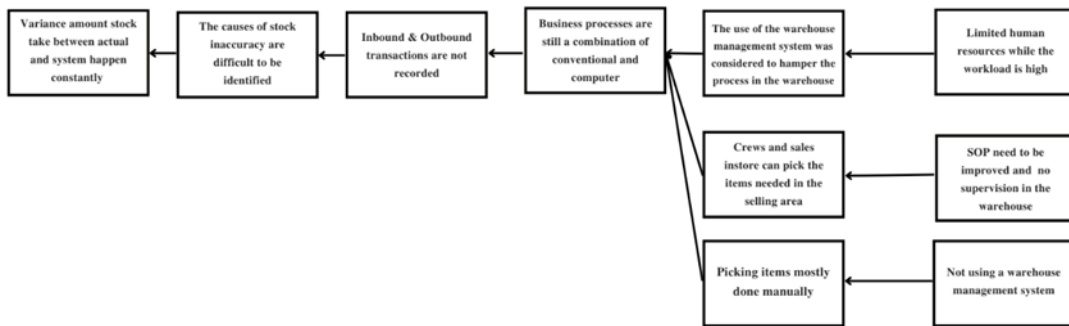 Variance amount stock
take between actual
and system happen
constantly
The causes of stock
inaccuracy are
difficult to be
identified
Inbound & Outbound
transactions are not
recorded
Business processes are
still a combination of
conventional and
computer
The use of the warehouse
management system was
considered to hamper the
process in the warehouse
Limited human
resources while the
workload is high
Crews and sales
instore can pick the
items needed in the
selling area
SOP need to be
improved and no
supervision in the
warehouse
Picking items mostly
done manually
Not using a warehouse
management system